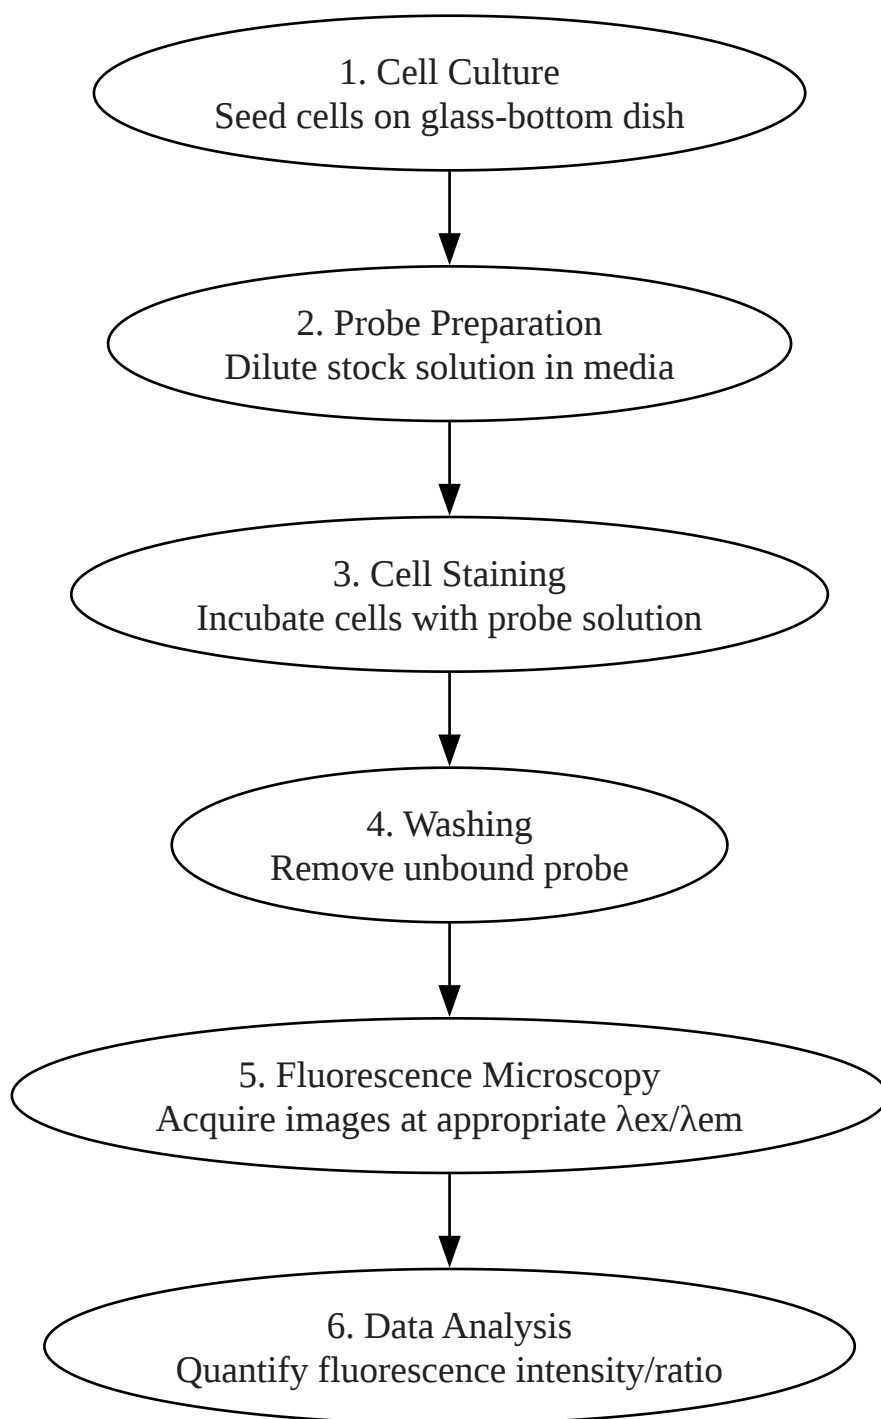 1. Cell Culture
Seed cells on glass-bottom dish
2. Probe Preparation
Dilute stock solution in media
3. Cell Staining
Incubate cells with probe solution
4. Washing
Remove unbound probe
5. Fluorescence Microscopy
Acquire images at appropriate λex/λem
6. Data Analysis
Quantify fluorescence intensity/ratio